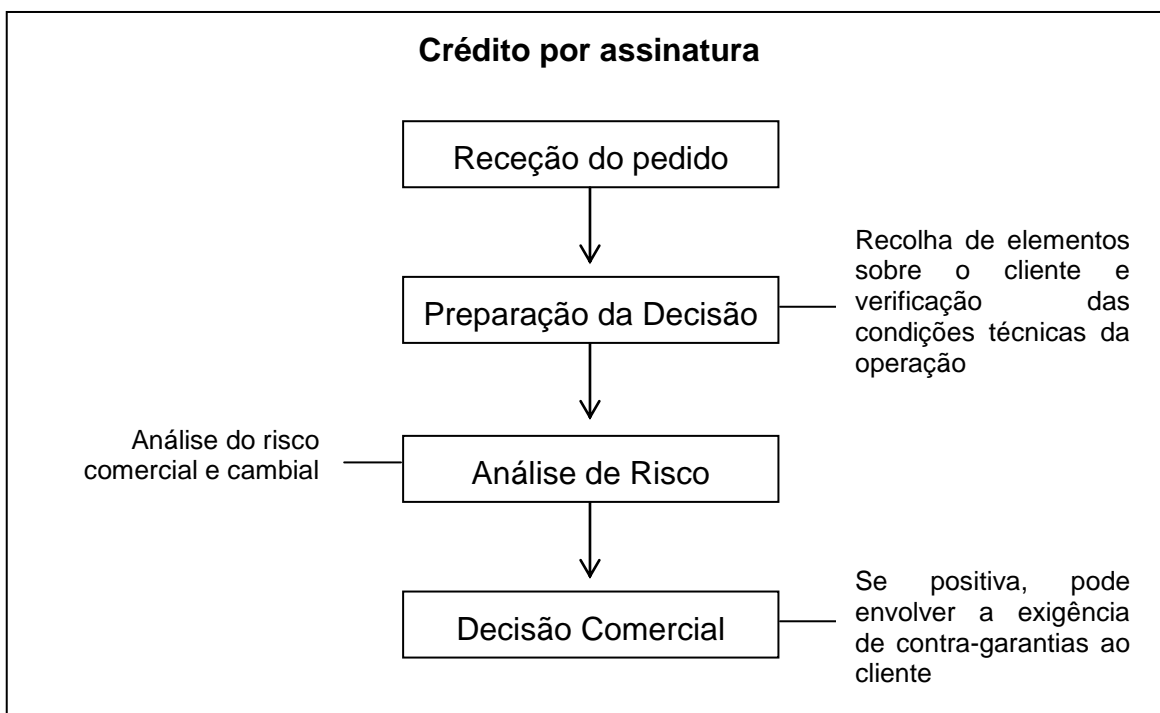 Crédito por assinatura
Receção do pedido
Recolha de elementos
sobre o cliente e
verificação das
condições técnicas da
operação
Preparação da Decisão
Análise do risco
comercial e cambial
Análise de Risco
Se positiva, pode
envolver a exigência
de contra-garantias ao
cliente
Decisão Comercial